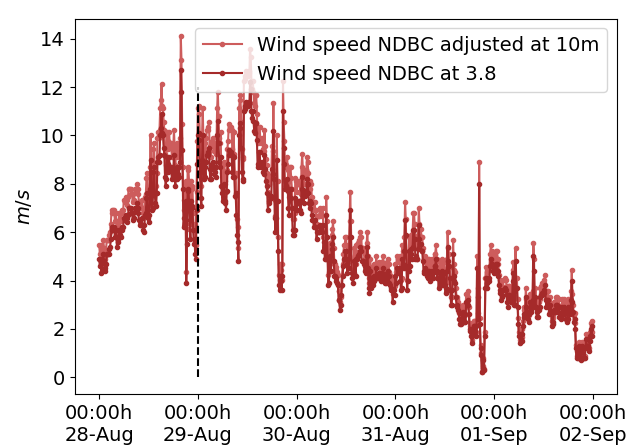 Wind speed NDBC adjusted at 10m
Wind speed NDBC at 3.8
m/s
14
12
10
8
6
4
2
0
00:00h 00:00h 00:00h 00:00h 00:00h 00:00h
28-Aug 29-Aug 30-Aug 31-Aug 01-Sep 02-Sep